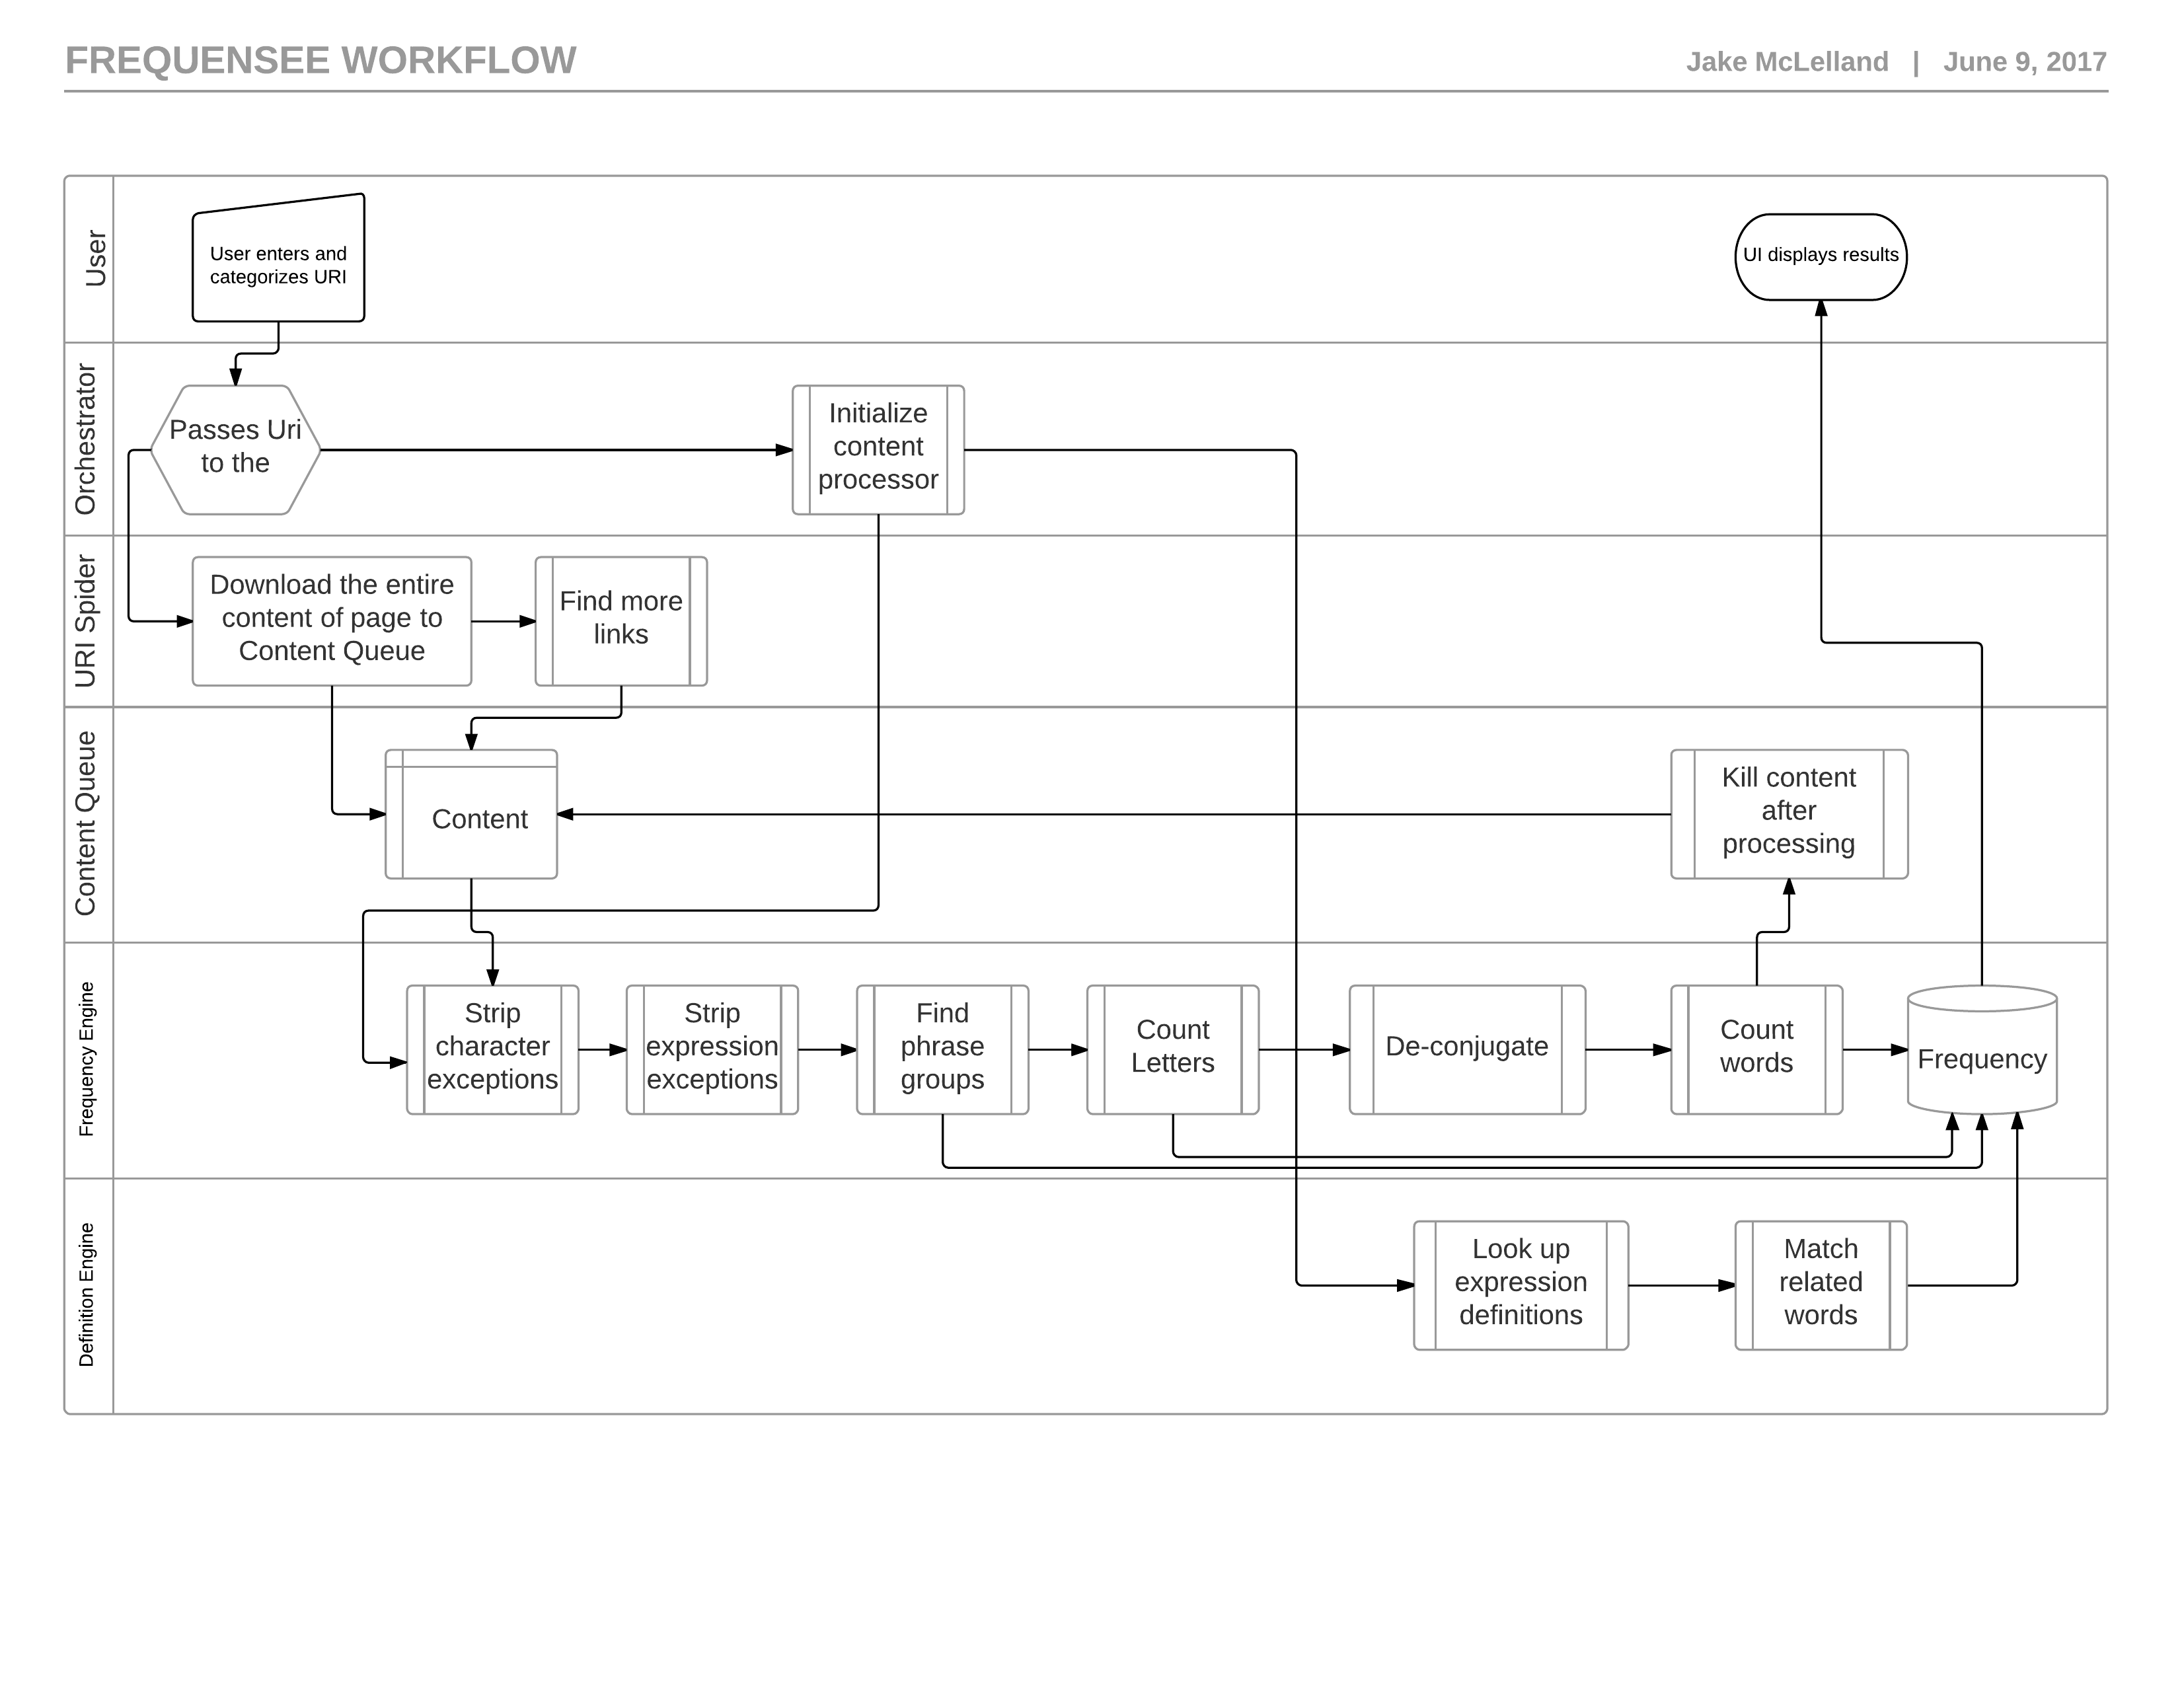 FREQUENSEE WORKFLOW
Jake McLelland | June 9, 2017
User
User enters and
categorizes URI
UI displays results
Orchestrator
Passes Uri
to the
Initialize
content
processor
URI Spider
Download the entire
content of page to
Content Queue
Find more
links
Content Queue
Content
Kill content
after
processing
Frequency Engine
Strip
character
exceptions
Strip
expression
exceptions
Find
phrase
groups
Count
Letters
De-conjugate
Count
words
Frequency
Definition Engine
Look up
expression
definitions
Match
related
words